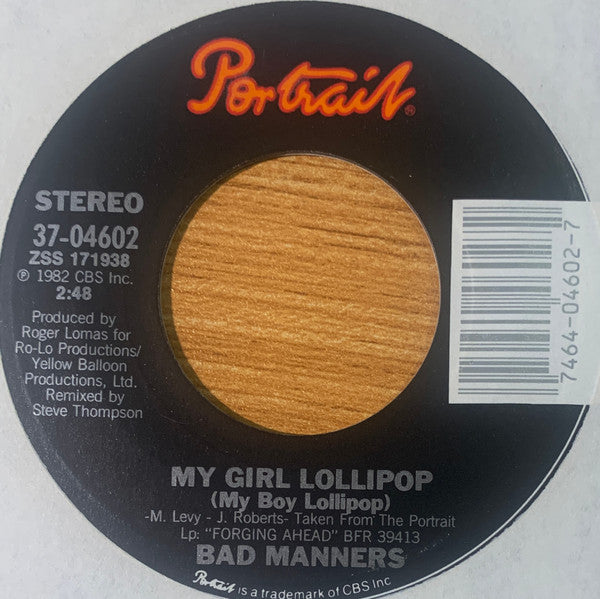 Portrait®
STEREO
37-04602
ZSS 171938
℗ 1982 CBS Inc.
2:48
Produced by
Roger Lomas for
Ro-Lo Productions/
Yellow Balloon
Productions, Ltd.
Remixed by
Steve Thompson
7464-04602-7
MY GIRL LOLLIPOP
(My Boy Lollipop)
-M. Levy - J. Roberts- Taken From The Portrait
Lp: "FORGING AHEAD" BFR 39413
BAD MANNERS
Portrait is a trademark of CBS Inc